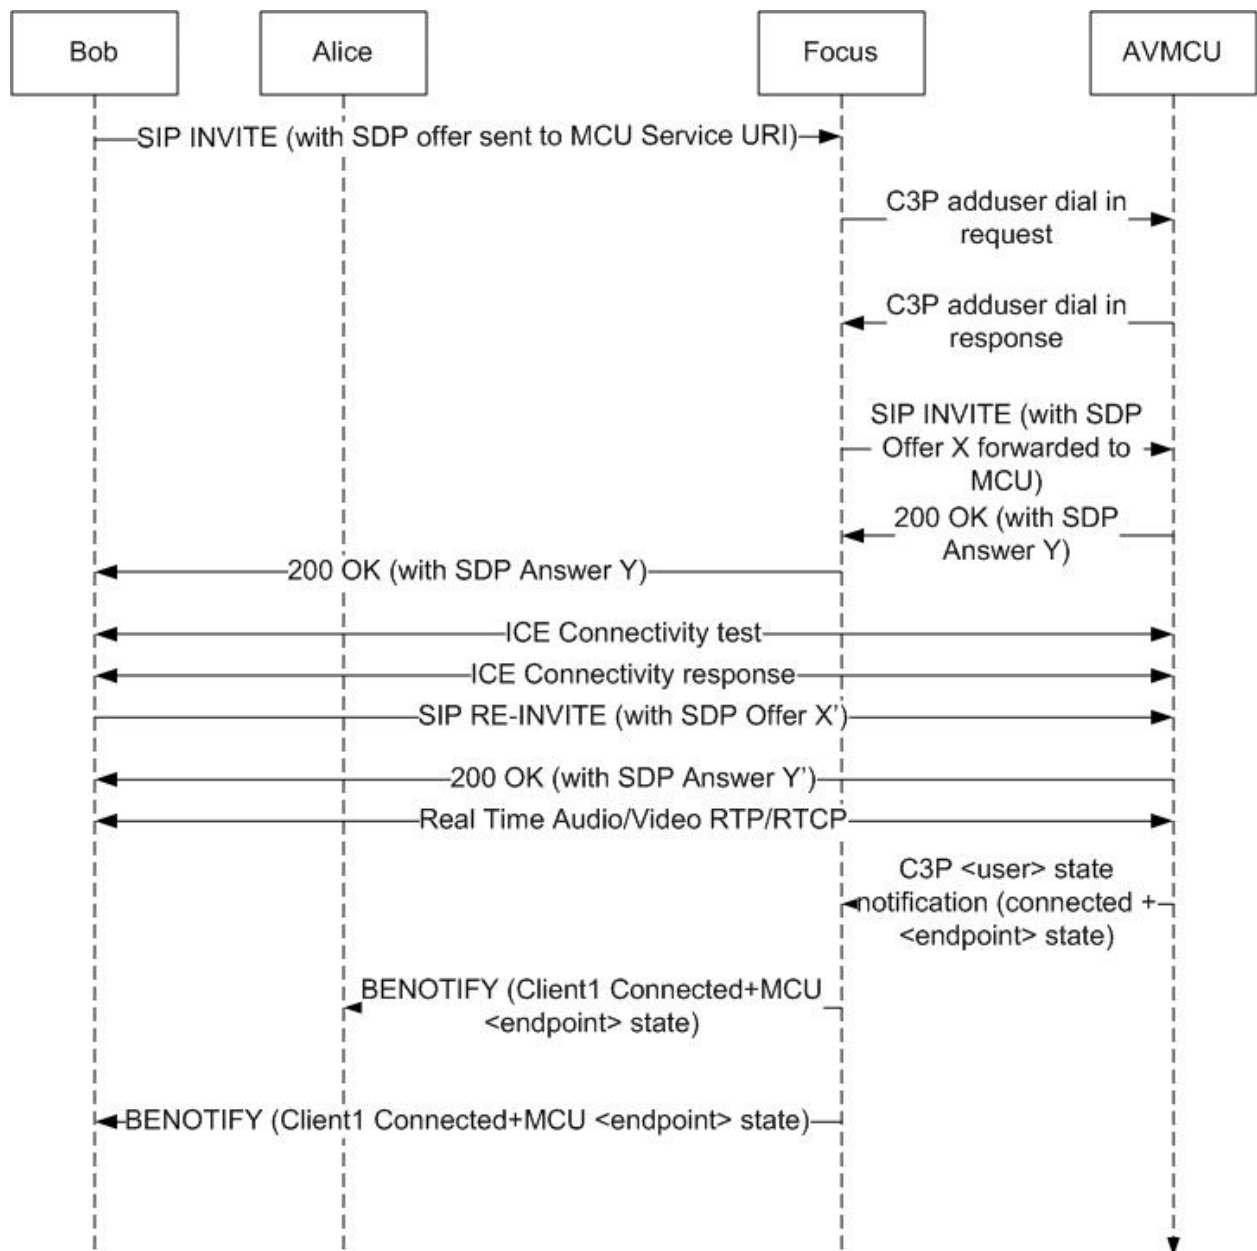 Bob
Alice
Focus
AVMCU
SIP INVITE (with SDP offer sent to MCU Service URI)
C3P adduser dial in
request
C3P adduser dial in
response
SIP INVITE (with SDP
Offer X forwarded to
MCU)
200 OK (with SDP
Answer Y)
200 OK (with SDP Answer Y)
ICE Connectivity test
ICE Connectivity response
SIP RE-INVITE (with SDP Offer X’)
200 OK (with SDP Answer Y’)
Real Time Audio/Video RTP/RTCP
C3P <user> state
notification (connected +
<endpoint> state)
BENOTIFY (Client1 Connected+MCU
<endpoint> state)
BENOTIFY (Client1 Connected+MCU <endpoint> state)